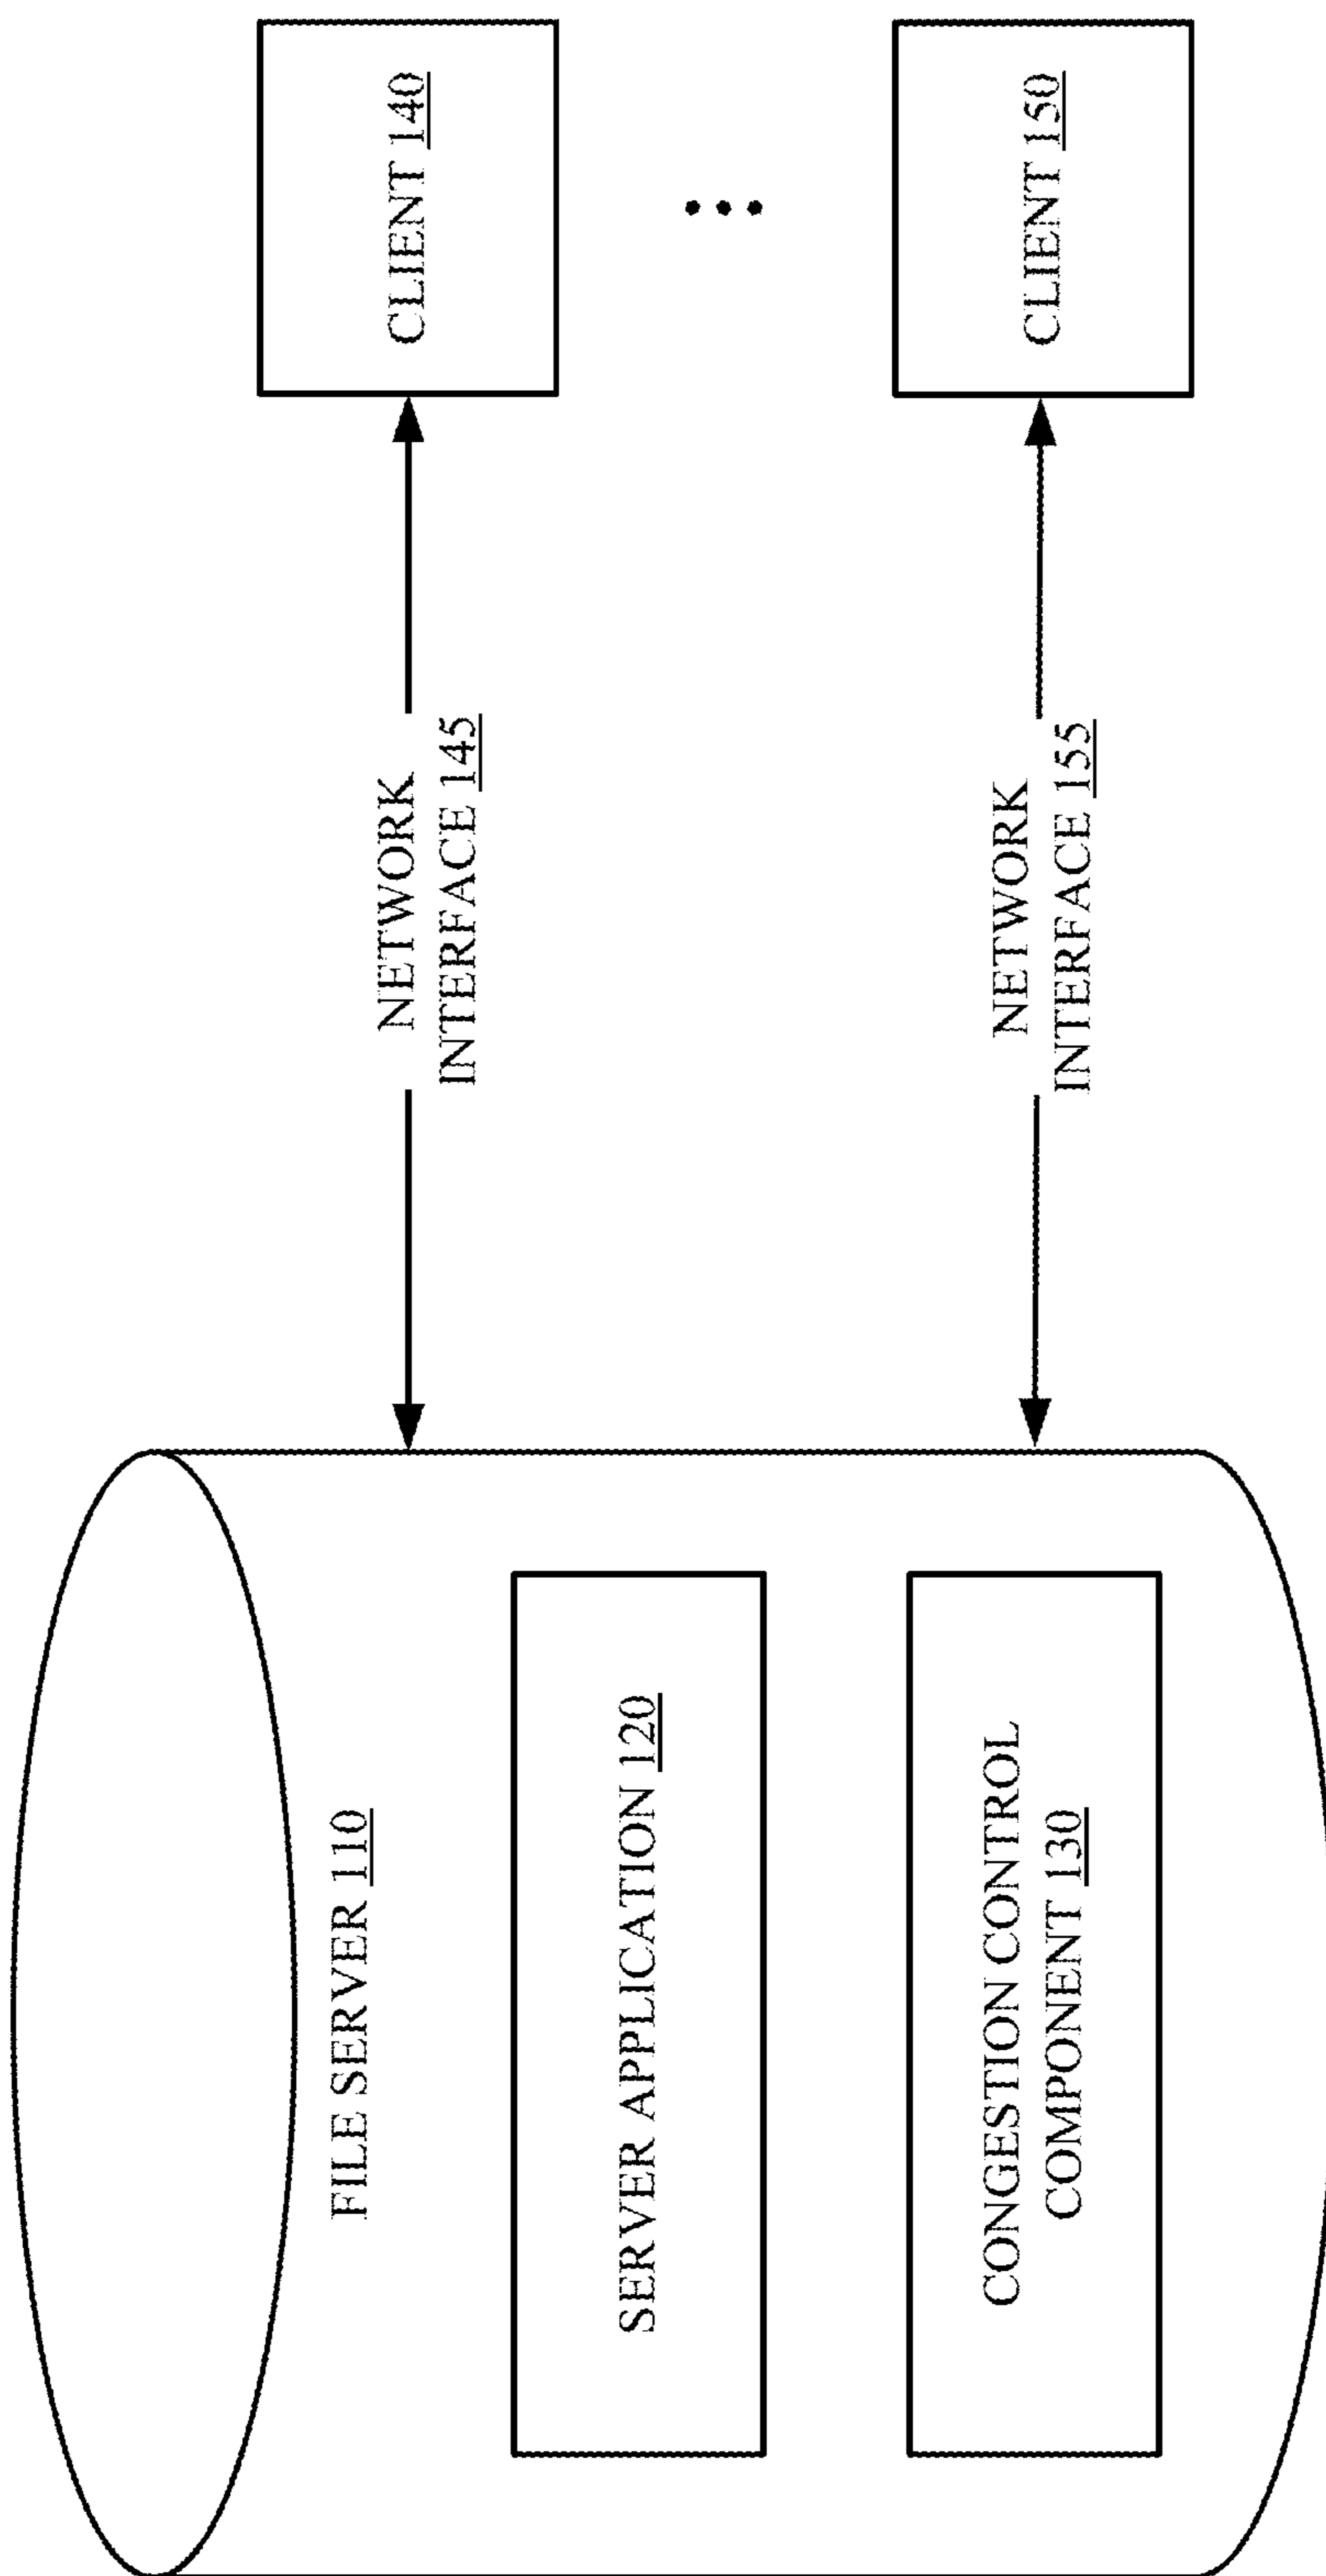 FILE SERVER 110
SERVER APPLICATION 120
CONGESTION CONTROL
COMPONENT 130
NETWORK
INTERFACE 145
NETWORK
INTERFACE 155
CLIENT 140
CLIENT 150